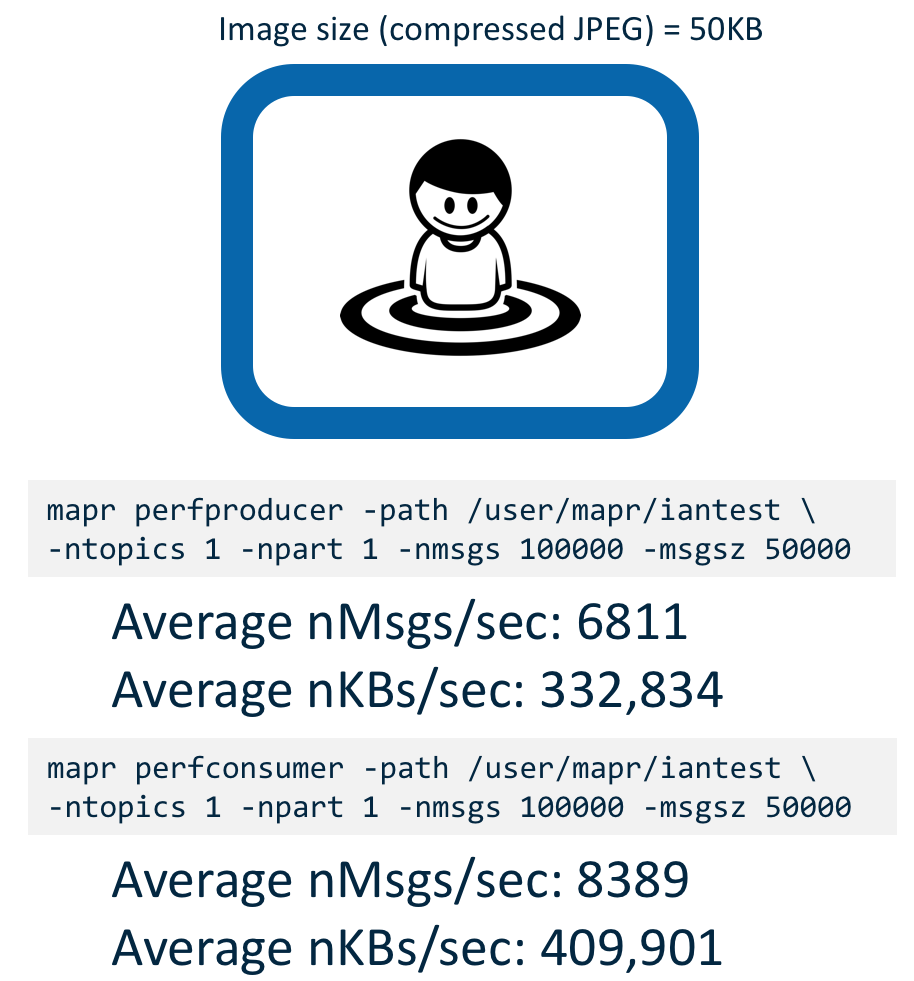 Image size (compressed JPEG) = 50KB
mapr perfproducer -path /user/mapr/iantest \
-ntopics 1 -npart 1 -nmsgs 100000 -msgsz 50000
Average nMsgs/sec: 6811
Average nKBs/sec: 332,834
mapr perfconsumer -path /user/mapr/iantest \
-ntopics 1 -npart 1 -nmsgs 100000 -msgsz 50000
Average nMsgs/sec: 8389
Average nKBs/sec: 409,901